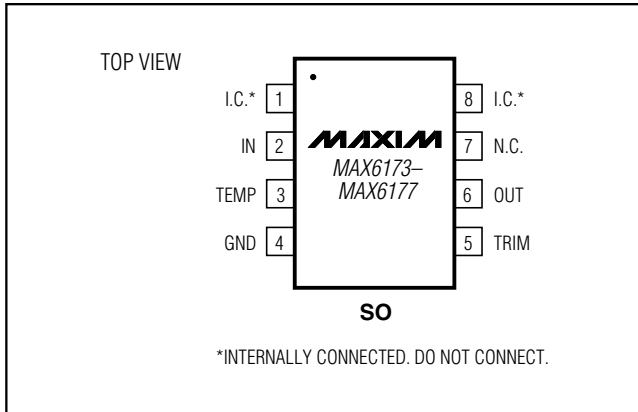 TOP VIEW
I.C.* 1
8 I.C.*
IN 2
MAXIM
7 N.C.
MAX6173–
MAX6177
TEMP 3
6 OUT
GND 4
5 TRIM
SO
*INTERNALLY CONNECTED. DO NOT CONNECT.